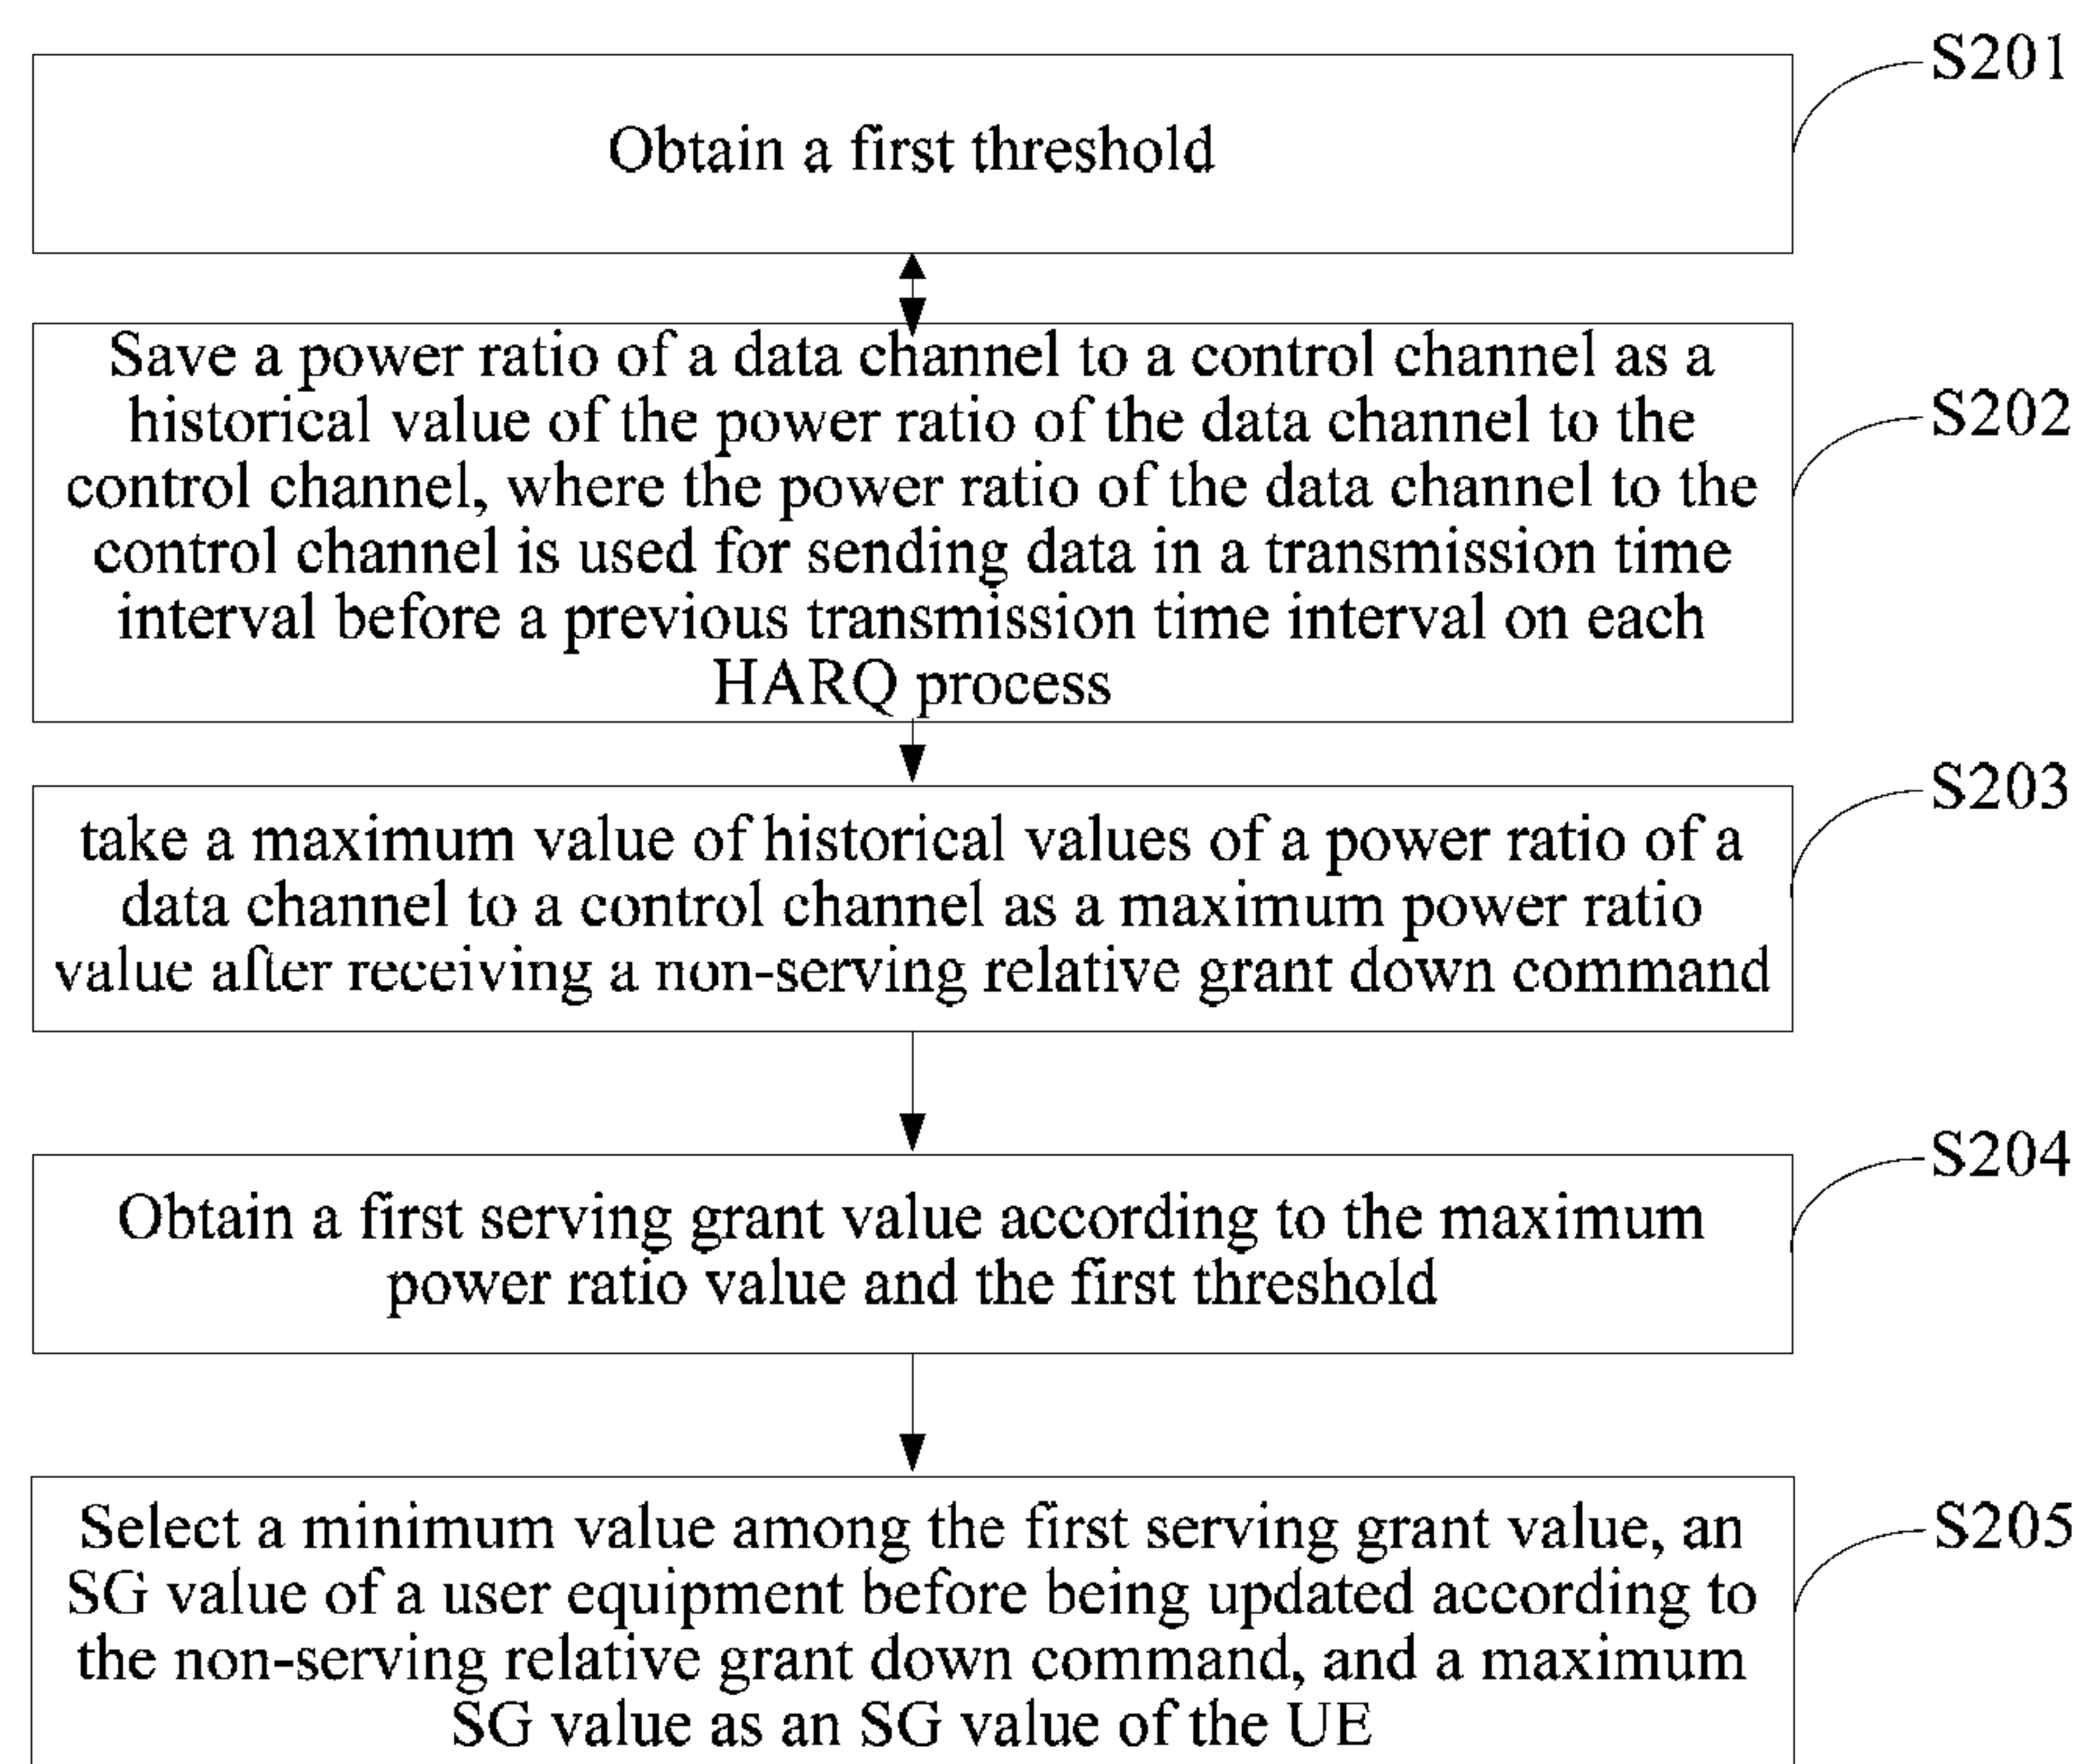 S201
Obtain a first threshold
Save a power ratio of a data channel to a control channel as a
historical value of the power ratio of the data channel to the
control channel, where the power ratio of the data channel to the
control channel is used for sending data in a transmission time
interval before a previous transmission time interval on each
HARQ process
S202
take a maximum value of historical values of a power ratio of a
data channel to a control channel as a maximum power ratio
value after receiving a non-serving relative grant down command
S203
Obtain a first serving grant value according to the maximum
power ratio value and the first threshold
S204
Select a minimum value among the first serving grant value, an
SG value of a user equipment before being updated according to
the non-serving relative grant down command, and a maximum
SG value as an SG value of the UE
S205